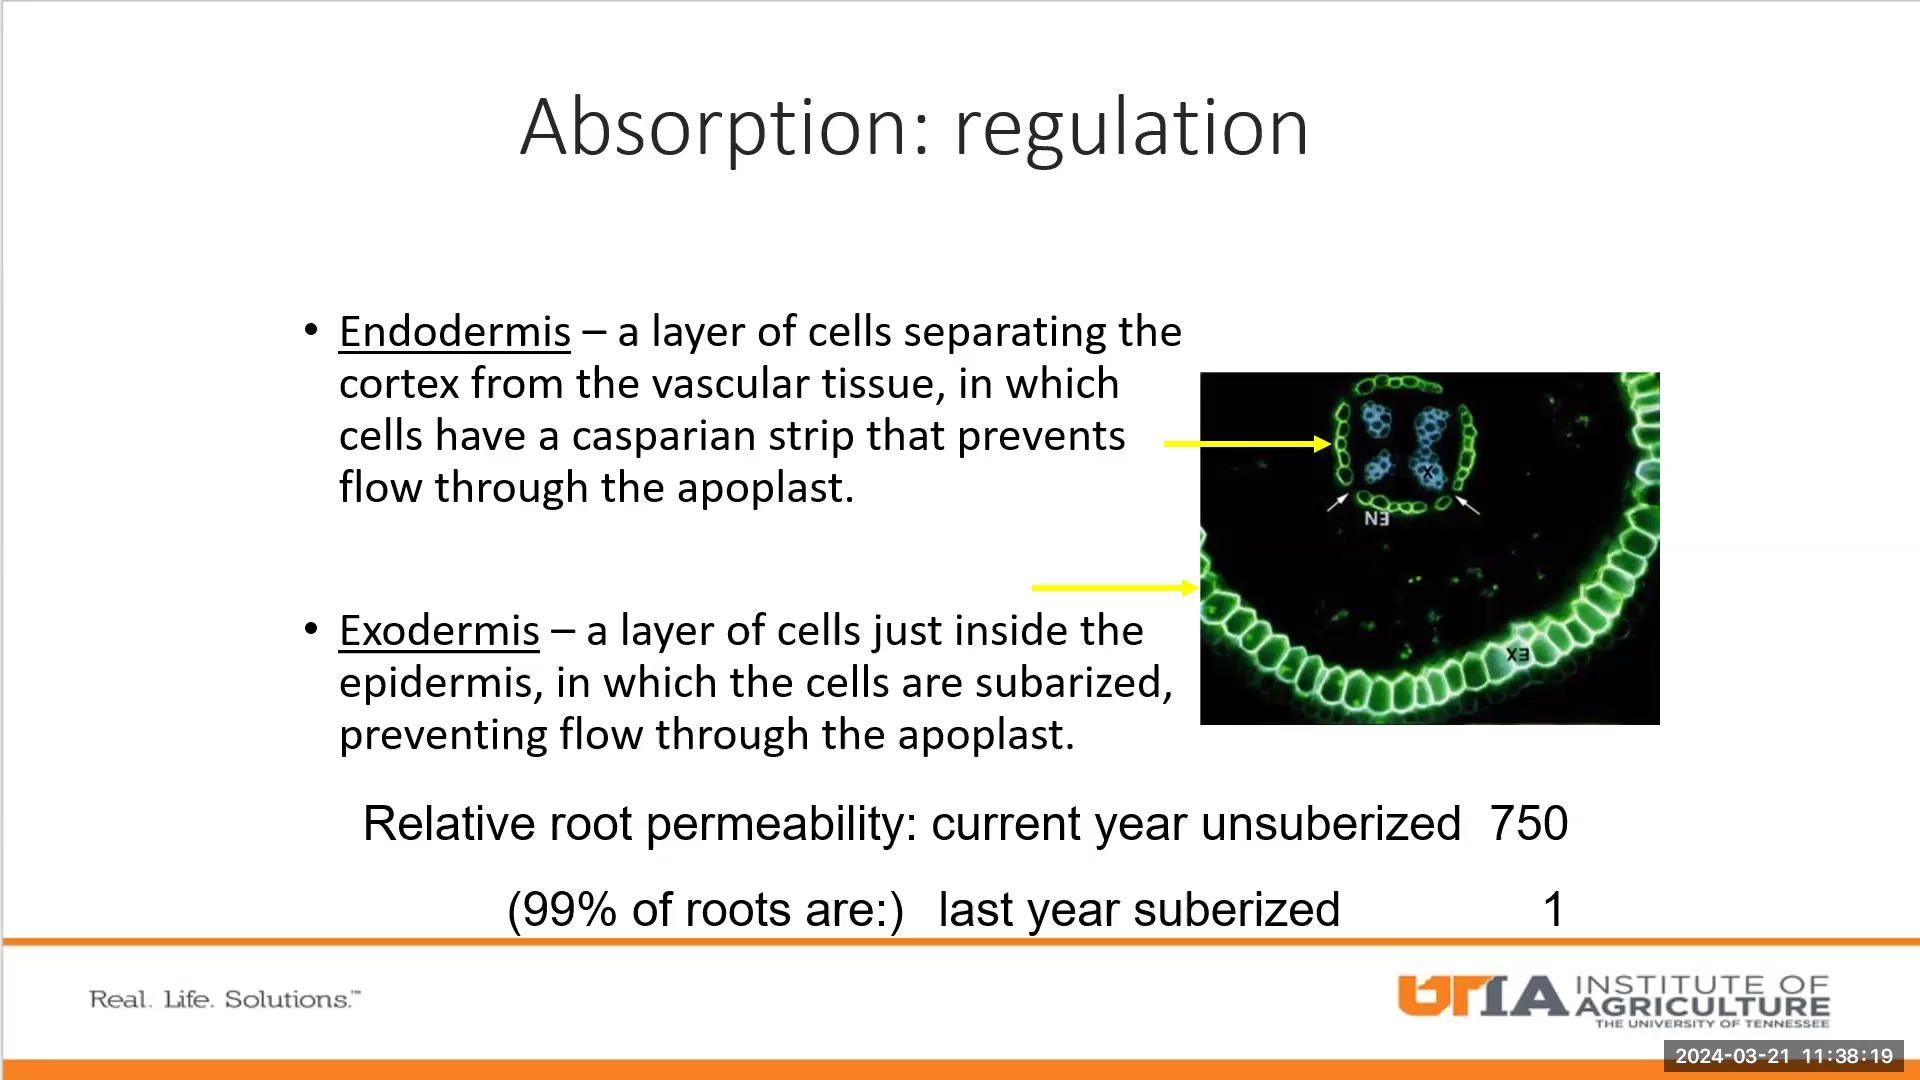 Absorption: regulation
• Endodermis – a layer of cells separating the
cortex from the vascular tissue, in which
cells have a casparian strip that prevents
flow through the apoplast.
• Exodermis – a layer of cells just inside the
epidermis, in which the cells are subarized,
preventing flow through the apoplast.
X
EN
EX
Relative root permeability: current year unsuberized 750
(99% of roots are:) last year suberized 1
Real. Life. Solutions.™
UTIA INSTITUTE OF
AGRICULTURE
THE UNIVERSITY OF TENNESSEE
2024-03-21 11:38:19